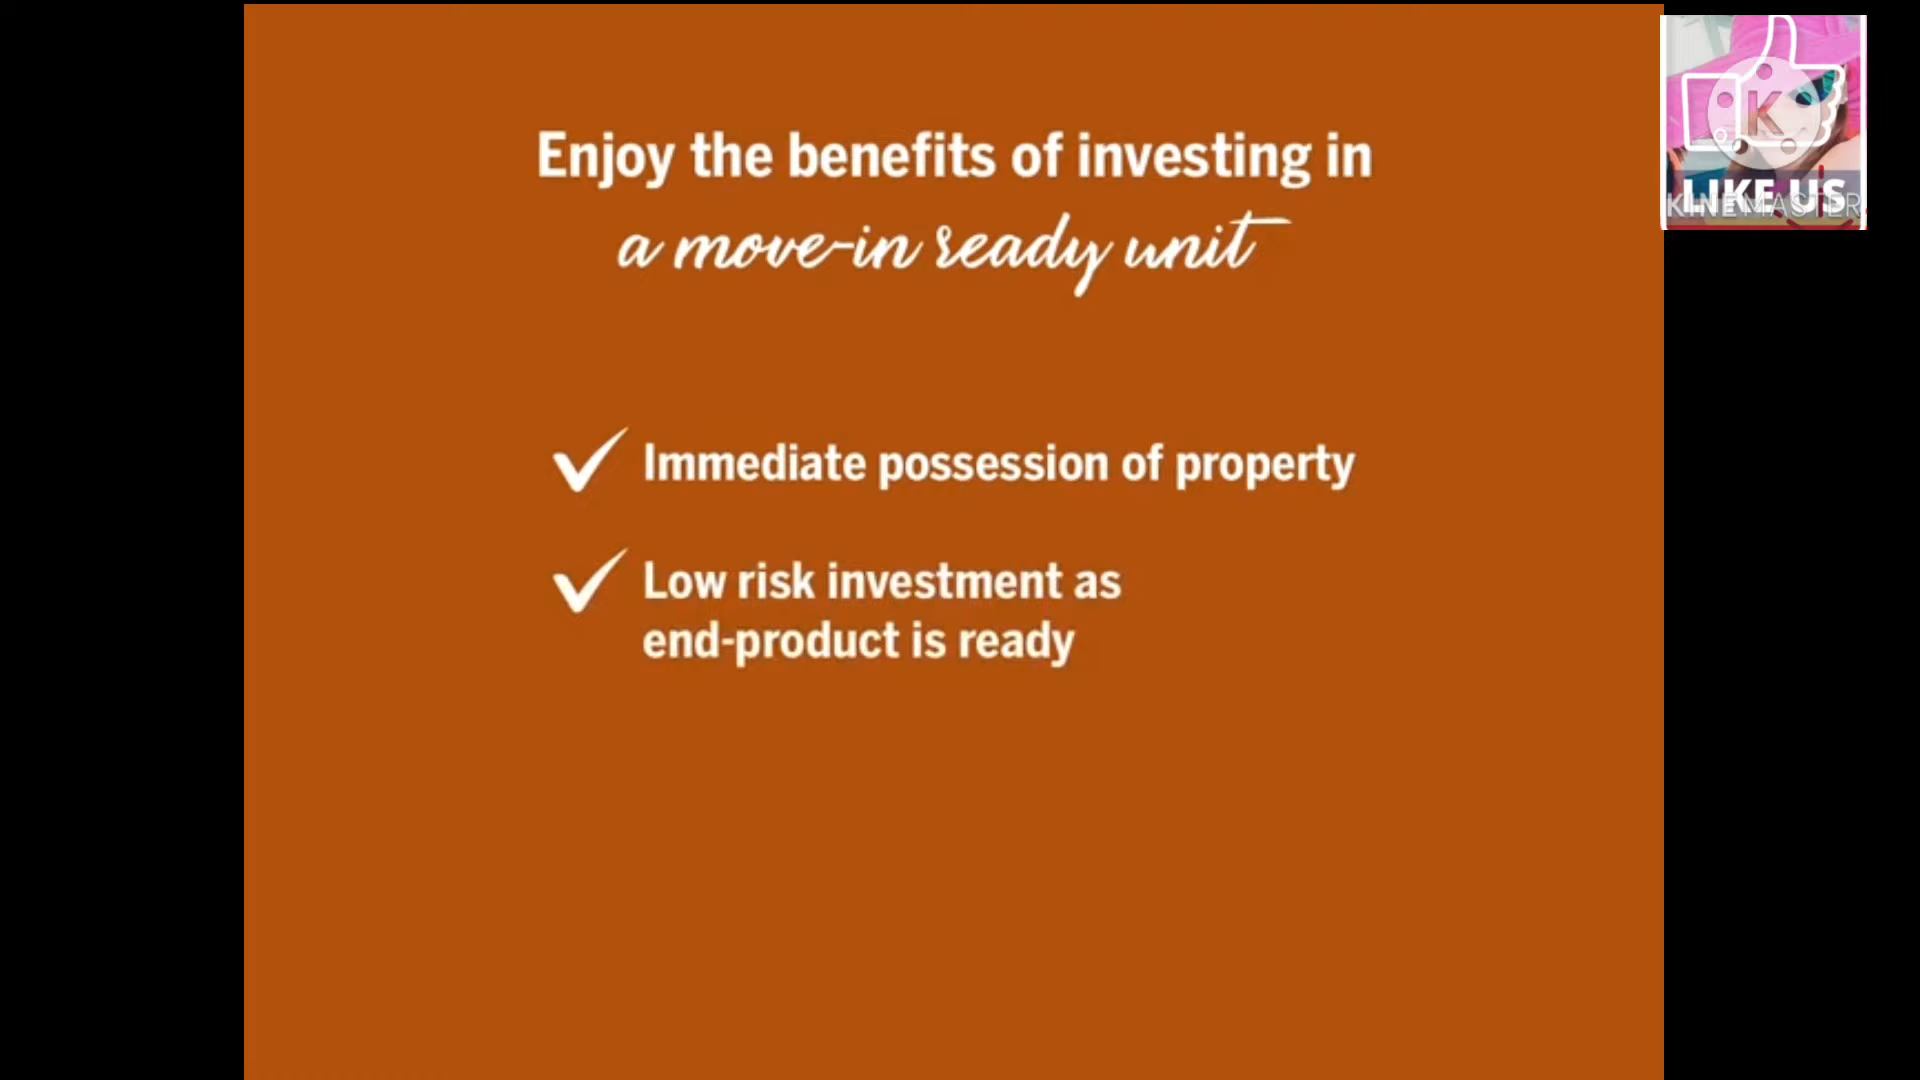 Enjoy the benefits of investing in
a move-in ready unit
Immediate possession of property
Low risk investment as
end-product is ready
K
LIKE US
KINEMASTER